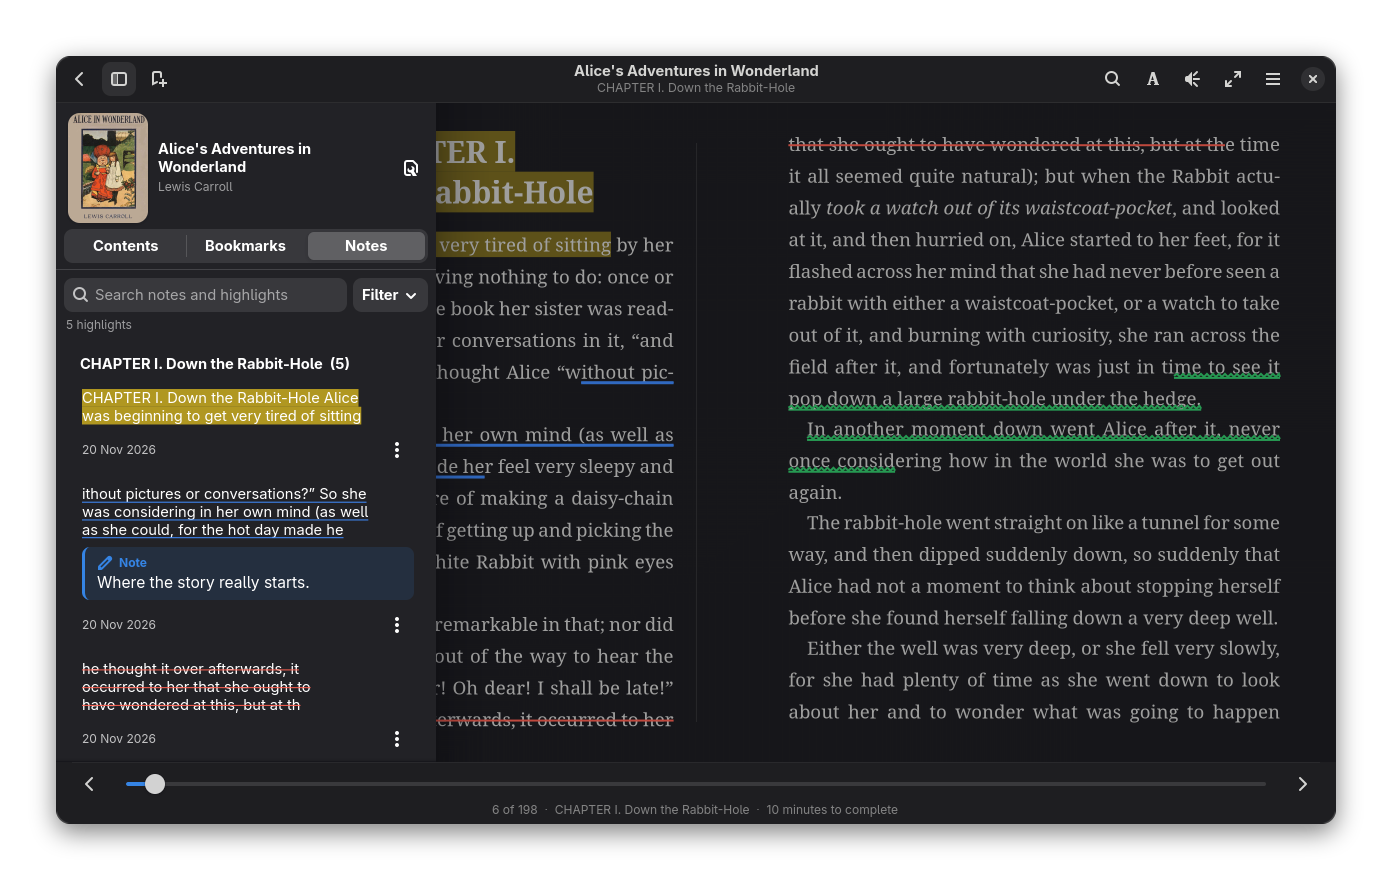 Alice's Adventures in Wonderland
CHAPTER I. Down the Rabbit-Hole
A
ALICE IN WONDERLAND
LEWIS CARROLL
Alice's Adventures in
Wonderland
Lewis Carroll
Contents
Bookmarks
Notes
Search notes and highlights
Filter
5 highlights
CHAPTER I. Down the Rabbit-Hole (5)
CHAPTER I. Down the Rabbit-Hole Alice
was beginning to get very tired of sitting
20 Nov 2026
ithout pictures or conversations?” So she
was considering in her own mind (as well
as she could, for the hot day made he
Note
Where the story really starts.
20 Nov 2026
he thought it over afterwards, it
occurred to her that she ought to
have wondered at this, but at th
20 Nov 2026
TER I.
abbit-Hole
very tired of sitting by her
ving nothing to do: once or
e book her sister was read-
r conversations in it, “and
hought Alice “without pic-
her own mind (as well as
de her feel very sleepy and
re of making a daisy-chain
f getting up and picking the
hite Rabbit with pink eyes
remarkable in that; nor did
out of the way to hear the
r! Oh dear! I shall be late!”
erwards, it occurred to her
that she ought to have wondered at this, but at the time
it all seemed quite natural); but when the Rabbit actu-
ally took a watch out of its waistcoat-pocket, and looked
at it, and then hurried on, Alice started to her feet, for it
flashed across her mind that she had never before seen a
rabbit with either a waistcoat-pocket, or a watch to take
out of it, and burning with curiosity, she ran across the
field after it, and fortunately was just in time to see it
pop down a large rabbit-hole under the hedge.
In another moment down went Alice after it, never
once considering how in the world she was to get out
again.
The rabbit-hole went straight on like a tunnel for some
way, and then dipped suddenly down, so suddenly that
Alice had not a moment to think about stopping herself
before she found herself falling down a very deep well.
Either the well was very deep, or she fell very slowly,
for she had plenty of time as she went down to look
about her and to wonder what was going to happen
6 of 198 · CHAPTER I. Down the Rabbit-Hole · 10 minutes to complete